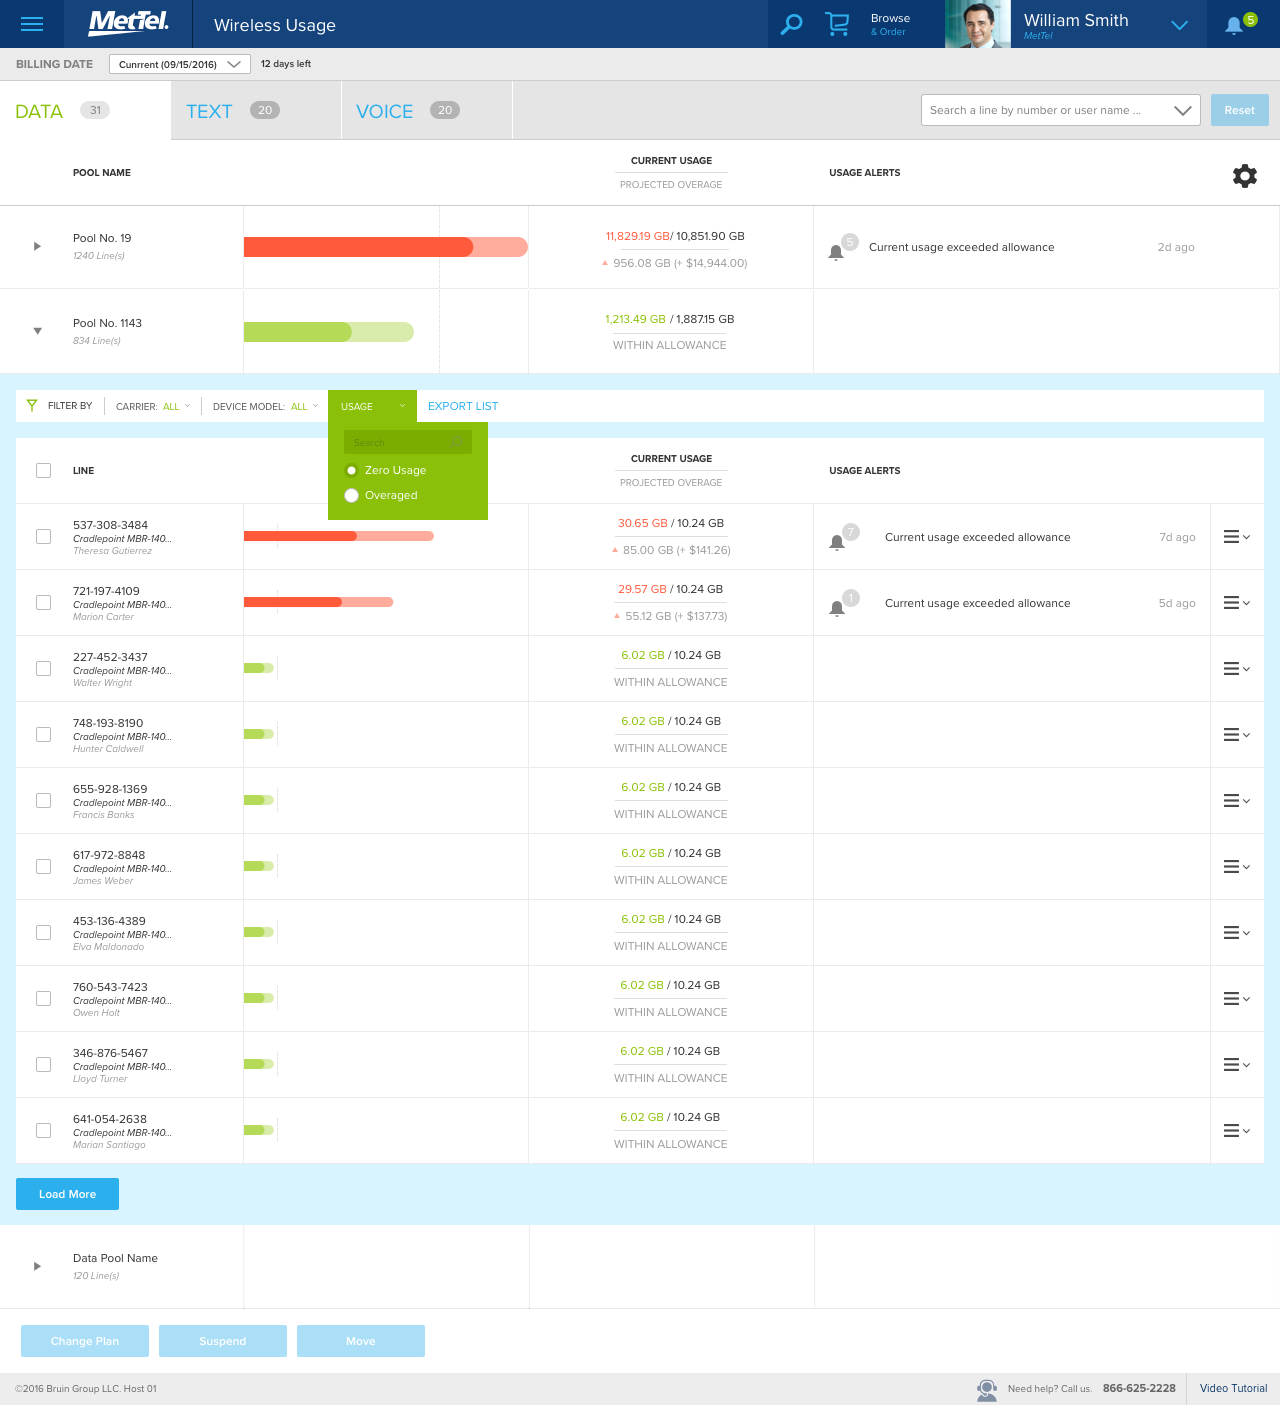 MetTel.
Wireless Usage
Browse
& Order
William Smith
MetTel
5
BILLING DATE
Cunrrent (09/15/2016)
12 days left
DATA 31
TEXT 20
VOICE 20
Search a line by number or user name ...
Reset
POOL NAME
CURRENT USAGE
PROJECTED OVERAGE
USAGE ALERTS
Pool No. 19
1240 Line(s)
11,829.19 GB/ 10,851.90 GB
956.08 GB (+ $14,944.00)
5
Current usage exceeded allowance
2d ago
Pool No. 1143
834 Line(s)
1,213.49 GB / 1,887.15 GB
WITHIN ALLOWANCE
FILTER BY
CARRIER: ALL
DEVICE MODEL: ALL
USAGE
EXPORT LIST
Search
Zero Usage
Overaged
LINE
CURRENT USAGE
PROJECTED OVERAGE
USAGE ALERTS
537-308-3484
Cradlepoint MBR-140...
Theresa Gutierrez
30.65 GB / 10.24 GB
85.00 GB (+ $141.26)
7
Current usage exceeded allowance
7d ago
721-197-4109
Cradlepoint MBR-140...
Marion Carter
29.57 GB / 10.24 GB
55.12 GB (+ $137.73)
1
Current usage exceeded allowance
5d ago
227-452-3437
Cradlepoint MBR-140...
Walter Wright
6.02 GB / 10.24 GB
WITHIN ALLOWANCE
748-193-8190
Cradlepoint MBR-140...
Hunter Caldwell
6.02 GB / 10.24 GB
WITHIN ALLOWANCE
655-928-1369
Cradlepoint MBR-140...
Francis Banks
6.02 GB / 10.24 GB
WITHIN ALLOWANCE
617-972-8848
Cradlepoint MBR-140...
James Weber
6.02 GB / 10.24 GB
WITHIN ALLOWANCE
453-136-4389
Cradlepoint MBR-140...
Elva Maldonado
6.02 GB / 10.24 GB
WITHIN ALLOWANCE
760-543-7423
Cradlepoint MBR-140...
Owen Holt
6.02 GB / 10.24 GB
WITHIN ALLOWANCE
346-876-5467
Cradlepoint MBR-140...
Lloyd Turner
6.02 GB / 10.24 GB
WITHIN ALLOWANCE
641-054-2638
Cradlepoint MBR-140...
Marian Santiago
6.02 GB / 10.24 GB
WITHIN ALLOWANCE
Load More
Data Pool Name
120 Line(s)
Change Plan
Suspend
Move
©2016 Bruin Group LLC. Host 01
Need help? Call us. 866-625-2228
Video Tutorial